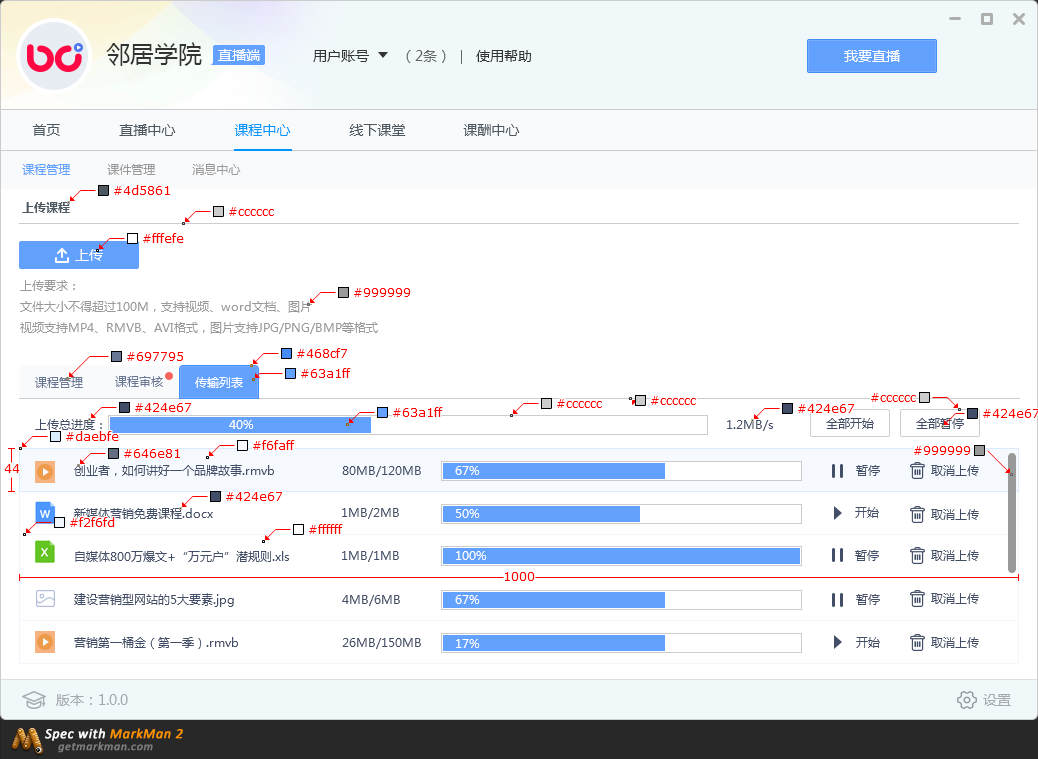 邻居学院 直播端 用户账号 （2条） | 使用帮助 我要直播
首页 直播中心 课程中心 线下课堂 课酬中心
课程管理 课件管理 消息中心
#4d5861
上传课程
#cccccc
#fffefe
上传
上传要求：
#999999
文件大小不得超过100M，支持视频、word文档、图片
视频支持MP4、RMVB、AVI格式，图片支持JPG/PNG/BMP等格式
#697795 #468cf7
#63a1ff
课程管理 课程审核 传输列表
#424e67 #63a1ff #cccccc #cccccc #424e67 #cccccc #424e67
上传总进度： 40% 1.2MB/s 全部开始 全部暂停
#daebfe
#646e81 #f6faff #999999
44
创业者，如何讲好一个品牌故事.rmvb 80MB/120MB 67% 暂停 取消上传
#424e67
W 新媒体营销免费课程.docx 1MB/2MB 50% 开始 取消上传
#f2f6fd #ffffff
X 自媒体800万爆文+“万元户”潜规则.xls 1MB/1MB 100% 暂停 取消上传
1000
建设营销型网站的5大要素.jpg 4MB/6MB 67% 暂停 取消上传
营销第一桶金（第一季）.rmvb 26MB/150MB 17% 开始 取消上传
版本：1.0.0 设置
Spec with MarkMan 2
getmarkman.com